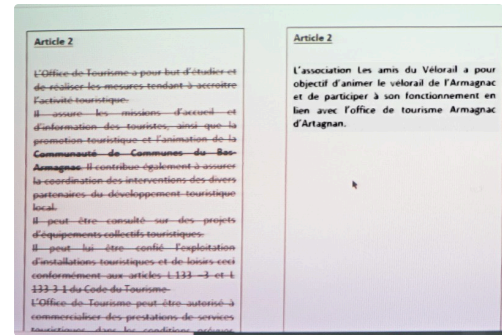 Article 2
L'Office de Tourisme a pour but d'étudier et
de réaliser les mesures tendant à accroître
l'activité touristique.
Il assure les missions d'accueil et
d'information des touristes, ainsi que la
promotion touristique et l'animation de la
Communauté de Communes du Bas-
Armagnac. Il contribue également à assurer
la coordination des interventions des divers
partenaires du développement touristique
local.
Il peut être consulté sur des projets
d'équipements collectifs touristiques.
Il peut lui être confié l'exploitation
d'installations touristiques et de loisirs ceci
conformément aux articles L.133 –3 et L
133-3-1 du Code du Tourisme.
L'Office de Tourisme peut être autorisé à
commercialiser des prestations de services
touristiques dans les conditions prévues
Article 2
L'association Les amis du Vélorail a pour
objectif d'animer le vélorail de l'Armagnac
et de participer à son fonctionnement en
lien avec l'office de tourisme Armagnac
d'Artagnan.